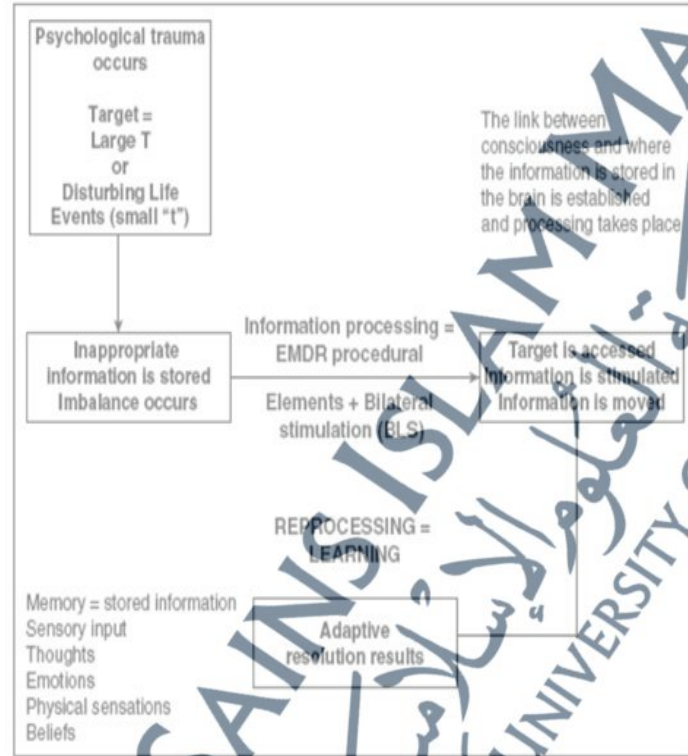 Psychological trauma
occurs
Target =
Large T
or
Disturbing Life
Events (small "t")
The link between
consciousness and where
the information is stored in
the brain is established
and processing takes place
Inappropriate
information is stored
Imbalance occurs
Information processing =
EMDR procedural
Elements + Bilateral
stimulation (BLS)
Target is accessed
Information is stimulated
Information is moved
REPROCESSING =
LEARNING
Memory = stored information
Sensory input
Thoughts
Emotions
Physical sensations
Beliefs
Adaptive
resolution results
SAINS ISLAM MA
العلوم الإسلامية
UNIVERSITY